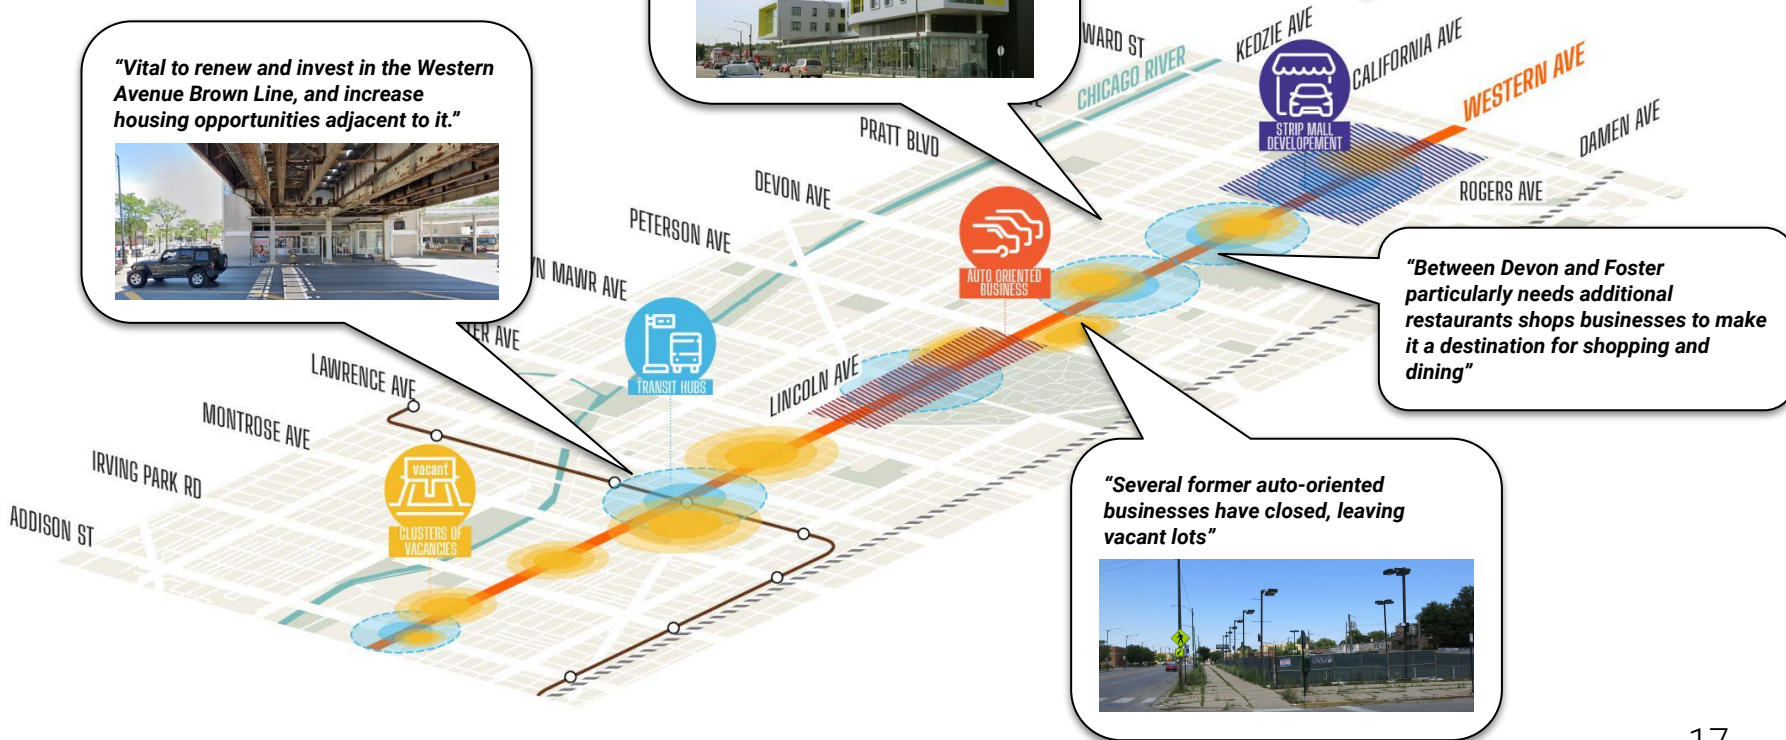 “Vital to renew and invest in the Western
Avenue Brown Line, and increase
housing opportunities adjacent to it.”
WARD ST
CHICAGO RIVER
KEDZIE AVE
CALIFORNIA AVE
WESTERN AVE
DAMEN AVE
ROGERS AVE
STRIP MALL
DEVELOPEMENT
PRATT BLVD
DEVON AVE
PETERSON AVE
YN MAWR AVE
ER AVE
LAWRENCE AVE
MONTROSE AVE
IRVING PARK RD
ADDISON ST
LINCOLN AVE
AUTO ORIENTED
BUSINESS
TRANSIT HUBS
vacant
CLUSTERS OF
VACANCIES
“Between Devon and Foster
particularly needs additional
restaurants shops businesses to make
it a destination for shopping and
dining”
“Several former auto-oriented
businesses have closed, leaving
vacant lots”
17